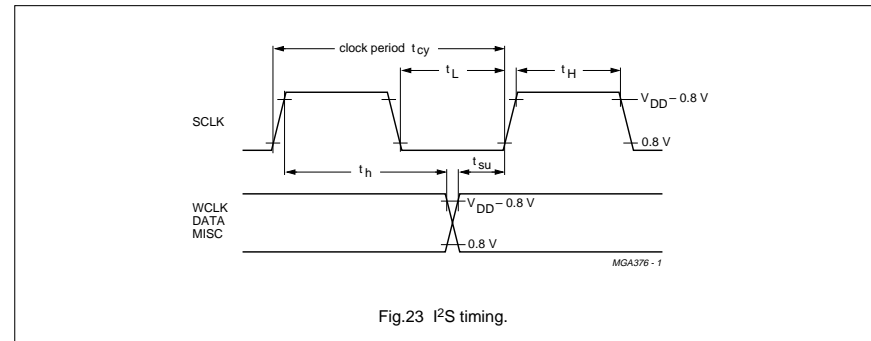 clock period t_cy
t_L
t_H
V_DD – 0.8 V
SCLK
0.8 V
t_h
t_su
WCLK
DATA
MISC
V_DD – 0.8 V
0.8 V
MGA376 - 1
Fig.23 I²S timing.